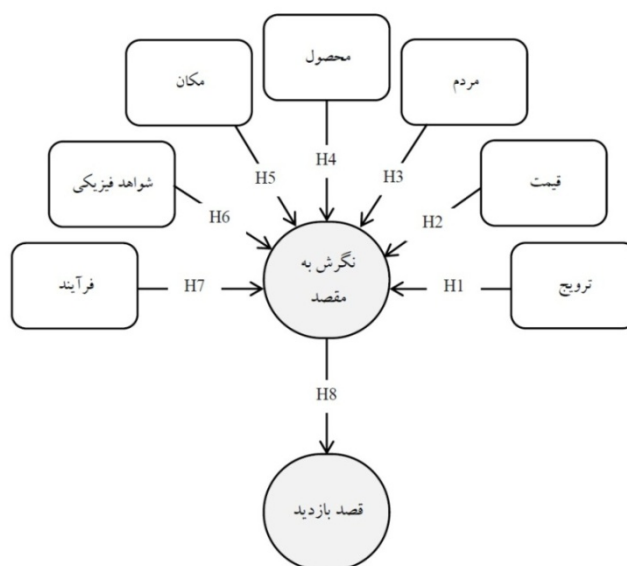 محصول
مردم
مکان
H4
H3
H5
قیمت
شواهد فیزیکی
H2
H6
نگرش به
مقصد
ترویج
H1
H7
فرآیند
H8
قصد بازدید